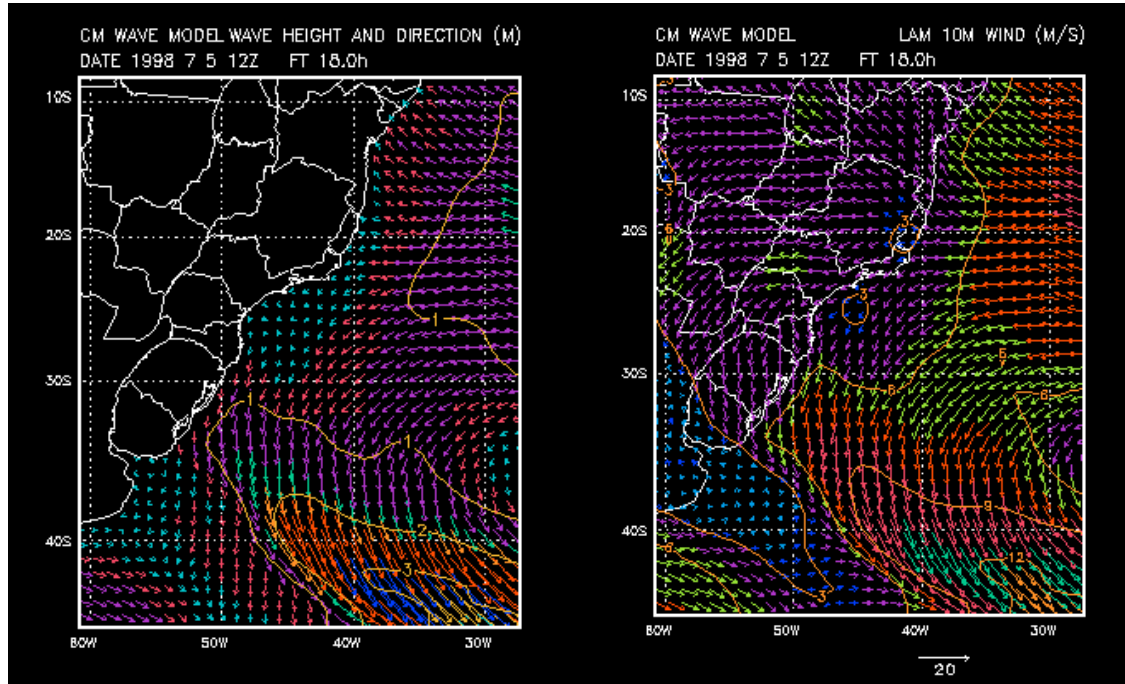 CM WAVE MODEL WAVE HEIGHT AND DIRECTION (M)
DATE 1998 7 5 12Z FT 18.0h
10S
20S
30S
40S
80W
50W
40W
30W
1
1
1
2
3
CM WAVE MODEL LAM 10M WIND (M/S)
DATE 1998 7 5 12Z FT 18.0h
10S
20S
30S
40S
80W
50W
40W
30W
3
3
3
6
6
6
6
9
12
3
20